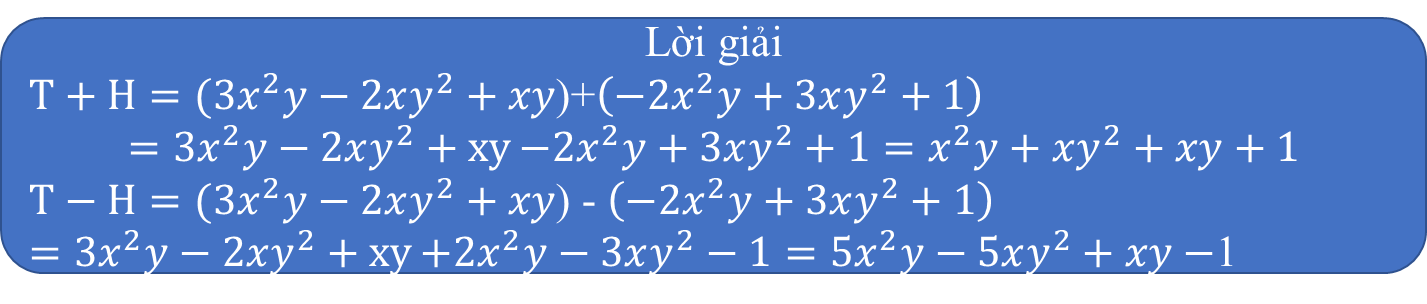 Lời giải
T + H = (3x²y − 2xy² + xy)+(−2x²y + 3xy² + 1)
= 3x²y − 2xy² + xy −2x²y + 3xy² + 1 = x²y + xy² + xy + 1
T − H = (3x²y − 2xy² + xy) - (−2x²y + 3xy² + 1)
= 3x²y − 2xy² + xy +2x²y − 3xy² − 1 = 5x²y − 5xy² + xy −1